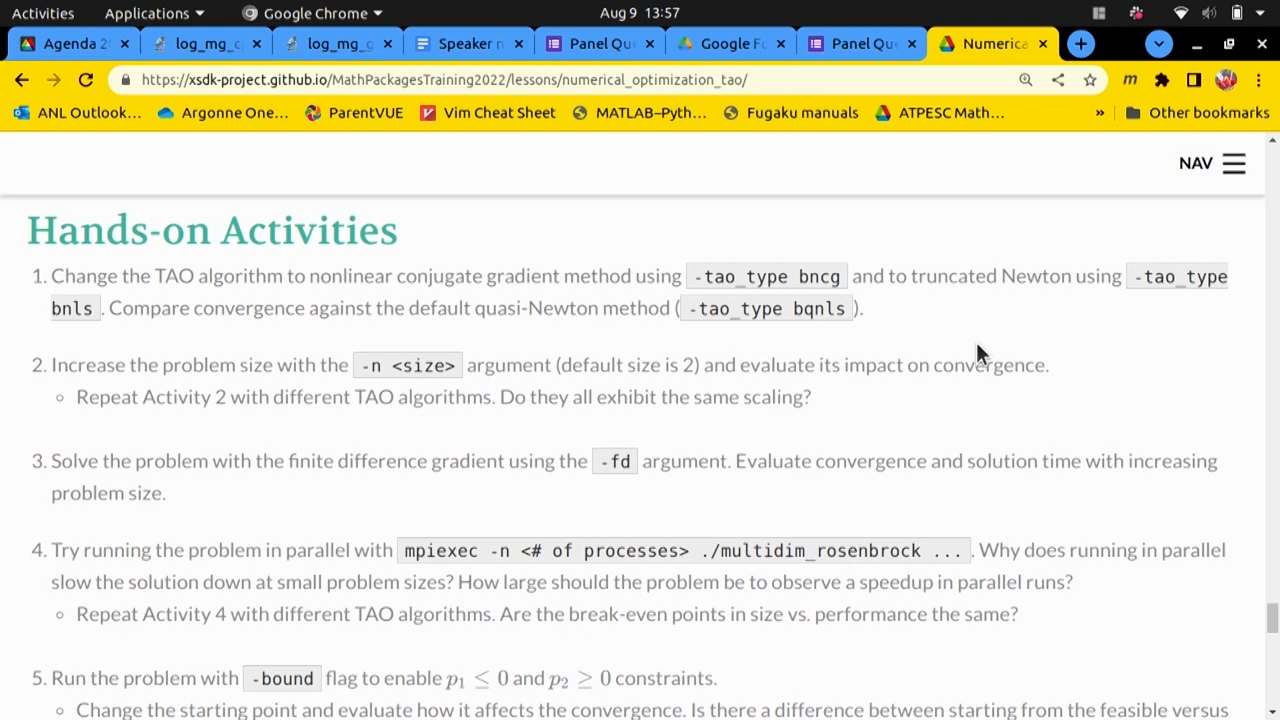 Activities Applications Google Chrome Aug 9 13:57
Agenda 2 log_mg_c log_mg_g Speaker n Panel Que Google Fo Panel Que Numerica
https://xsdk-project.github.io/MathPackagesTraining2022/lessons/numerical_optimization_tao/
ANL Outlook... Argonne One... ParentVUE Vim Cheat Sheet MATLAB–Pyth... Fugaku manuals ATPESC Math... » Other bookmarks
NAV
Hands-on Activities
1. Change the TAO algorithm to nonlinear conjugate gradient method using -tao_type bncg and to truncated Newton using -tao_type
bnls . Compare convergence against the default quasi-Newton method ( -tao_type bqnls ).
2. Increase the problem size with the -n <size> argument (default size is 2) and evaluate its impact on convergence.
Repeat Activity 2 with different TAO algorithms. Do they all exhibit the same scaling?
3. Solve the problem with the finite difference gradient using the -fd argument. Evaluate convergence and solution time with increasing
problem size.
4. Try running the problem in parallel with mpiexec -n <# of processes> ./multidim_rosenbrock ... . Why does running in parallel
slow the solution down at small problem sizes? How large should the problem be to observe a speedup in parallel runs?
Repeat Activity 4 with different TAO algorithms. Are the break-even points in size vs. performance the same?
5. Run the problem with -bound flag to enable p₁ ≤ 0 and p₂ ≥ 0 constraints.
Change the starting point and evaluate how it affects the convergence. Is there a difference between starting from the feasible versus